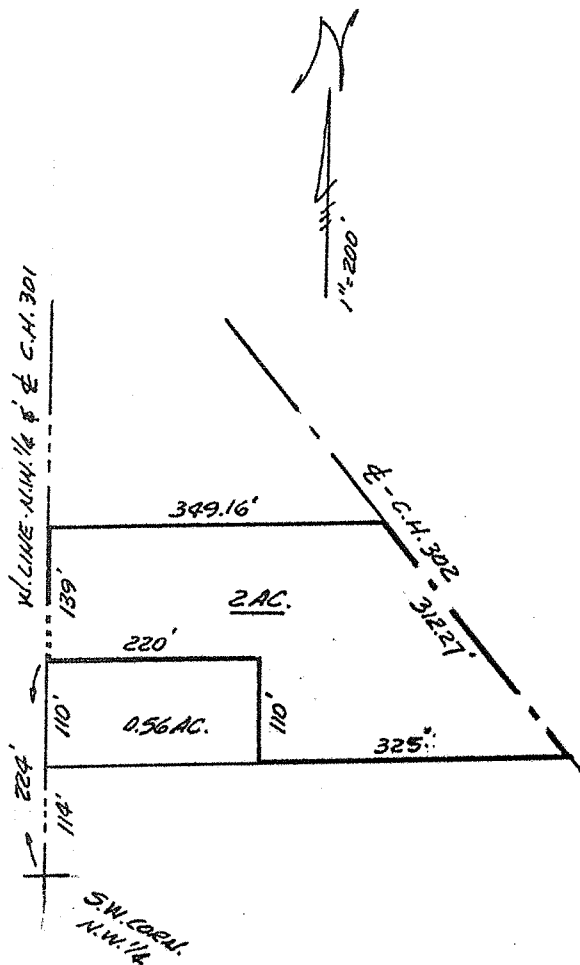 1"=200'
W. LINE-N.W.1/4 & ℄ C.H. 301
349.16'
℄ - C.H. 302
139'
2 AC.
312.27'
220'
110'
0.56 AC.
110'
325'
224'
114'
S.W. CORN.
N.W. 1/4